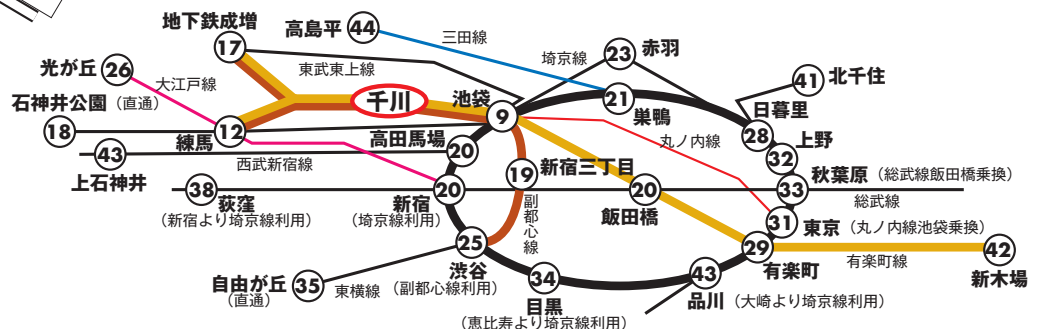 地下鉄成増
17
高島平
44
三田線
埼京線
23
赤羽
光が丘
26
大江戸線
東武東上線
41
北千住
石神井公園（直通）
18
千川
池袋
9
21
巣鴨
日暮里
28
12
練馬
高田馬場
20
丸ノ内線
上野
32
43
上石神井
西武新宿線
19
新宿三丁目
38
荻窪
（新宿より埼京線利用）
20
新宿
（埼京線利用）
副都心線
20
飯田橋
33
秋葉原（総武線飯田橋乗換）
総武線
31
東京（丸ノ内線池袋乗換）
25
渋谷
（副都心線利用）
29
有楽町
有楽町線
42
新木場
自由が丘
（直通）
35
東横線
34
目黒
（恵比寿より埼京線利用）
43
品川（大崎より埼京線利用）